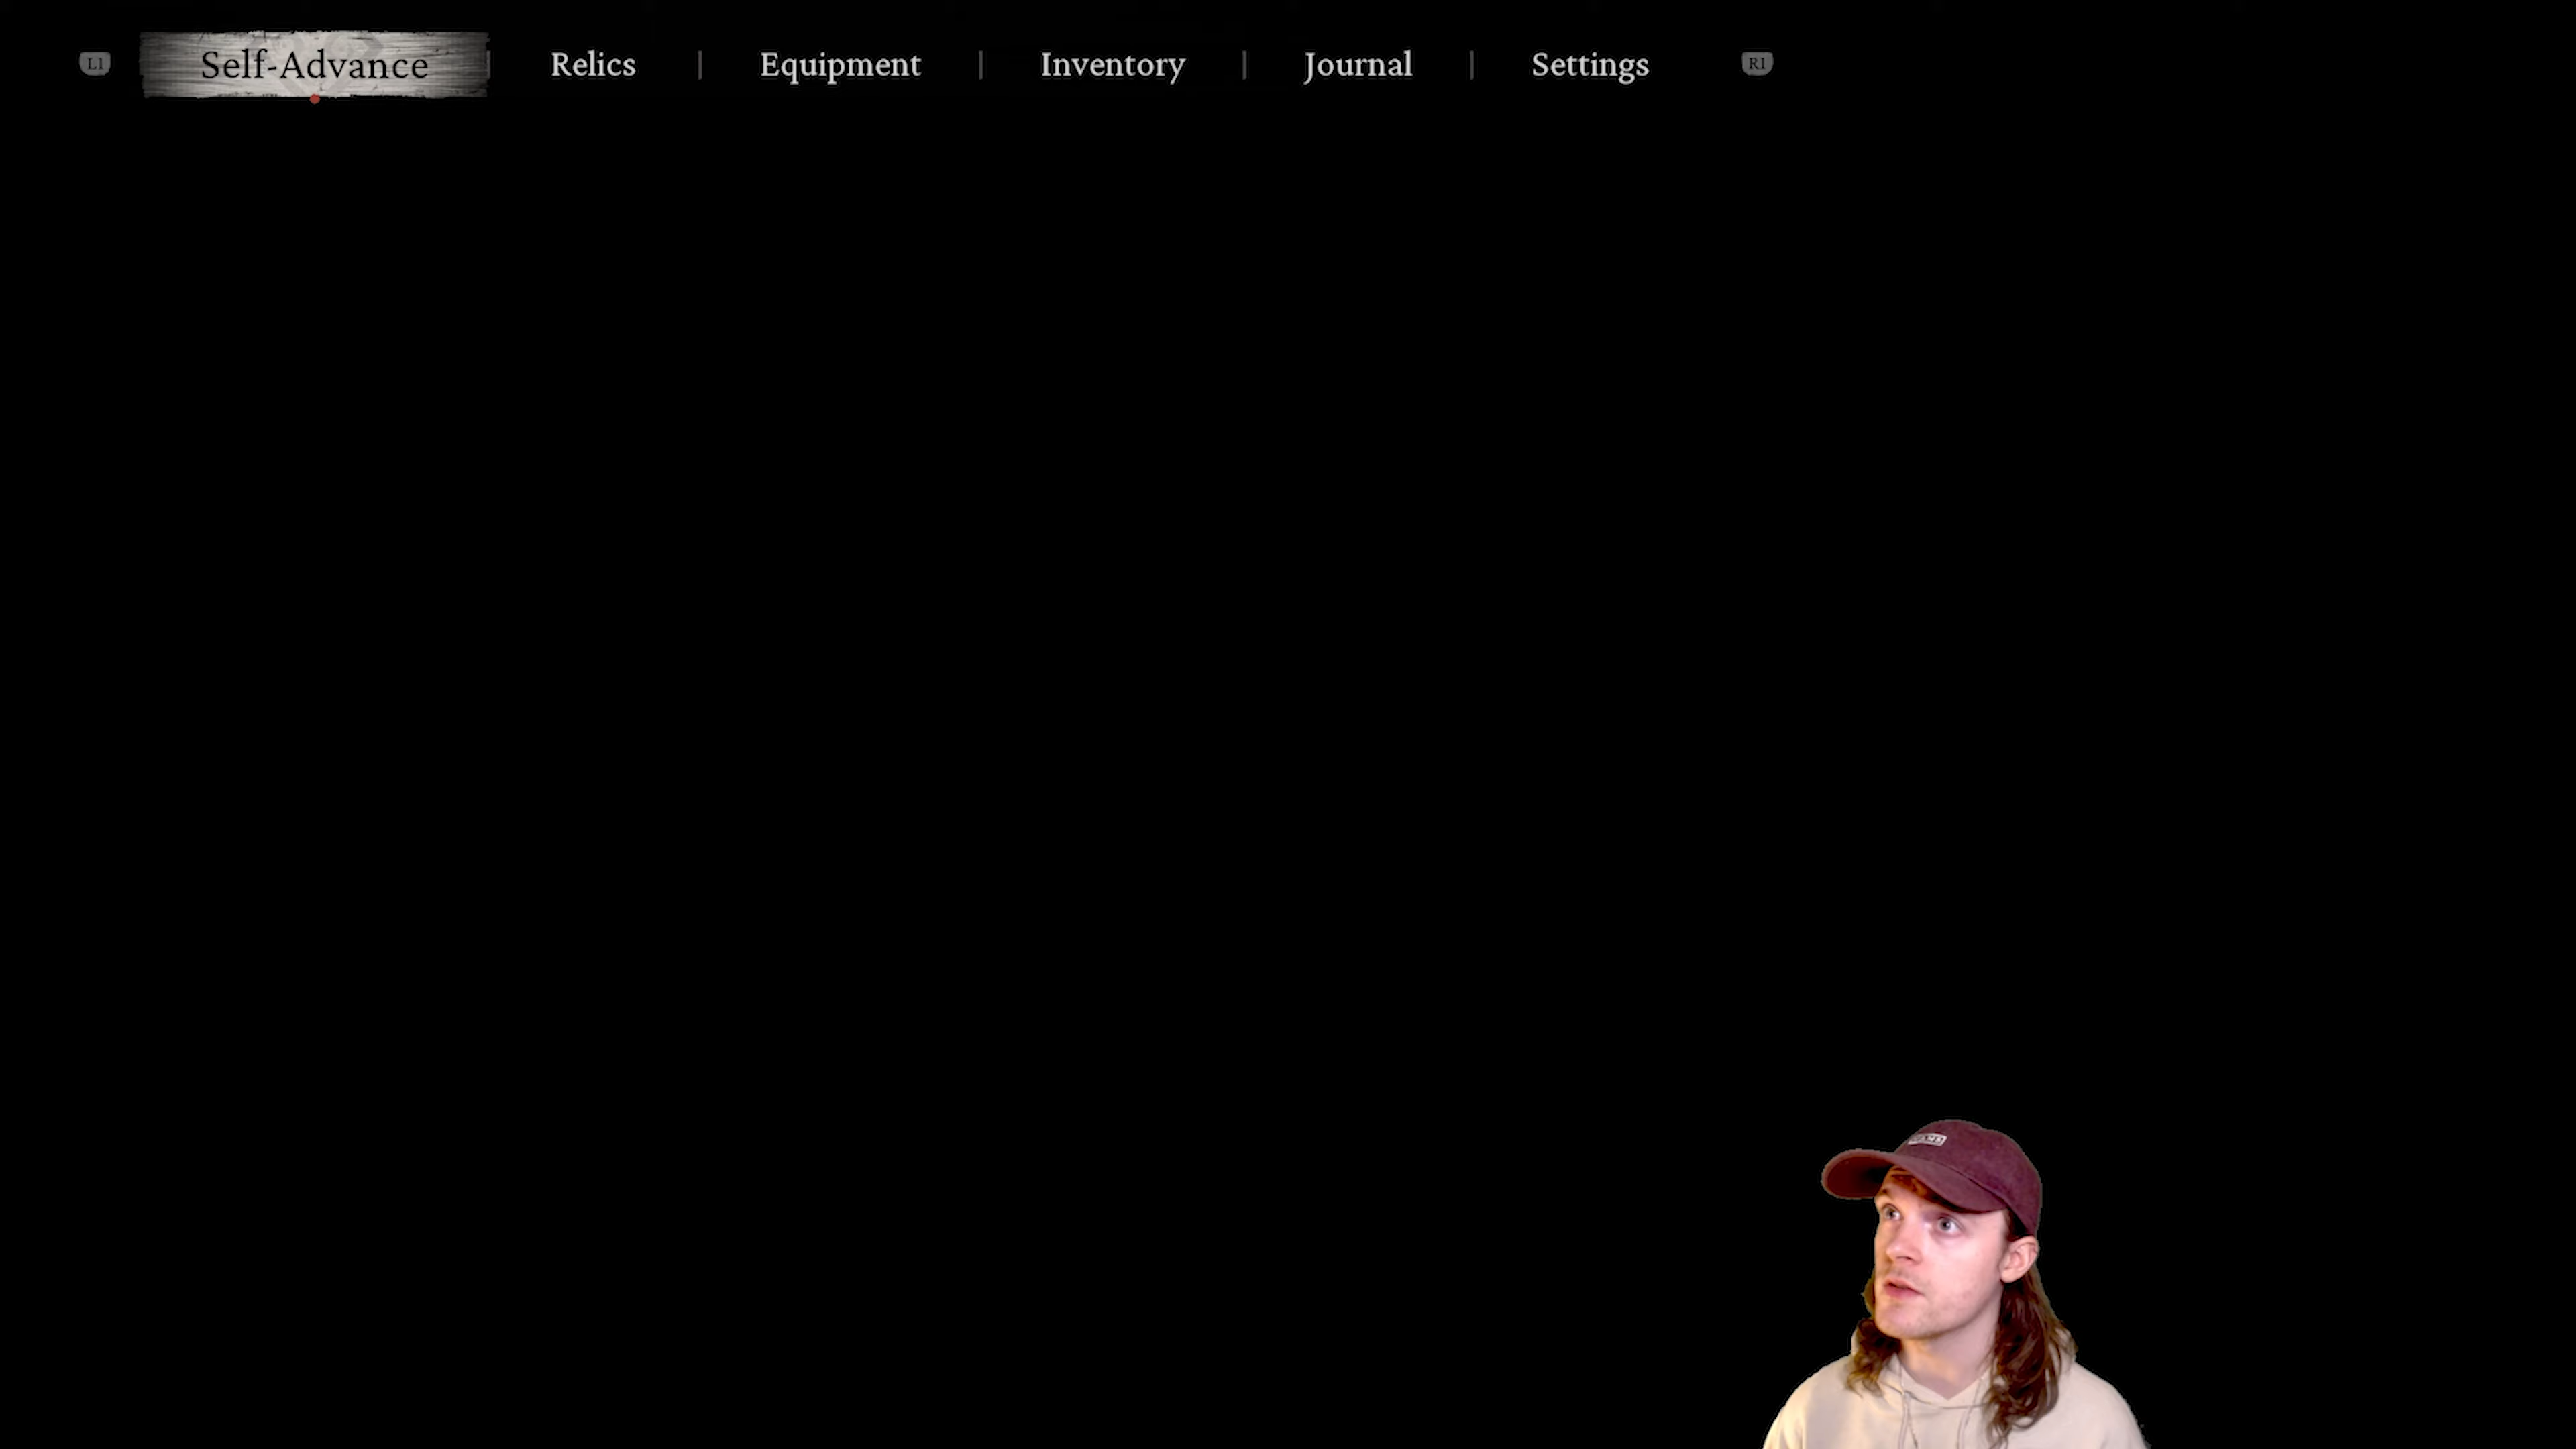 L1 Self-Advance | Relics | Equipment | Inventory | Journal | Settings R1